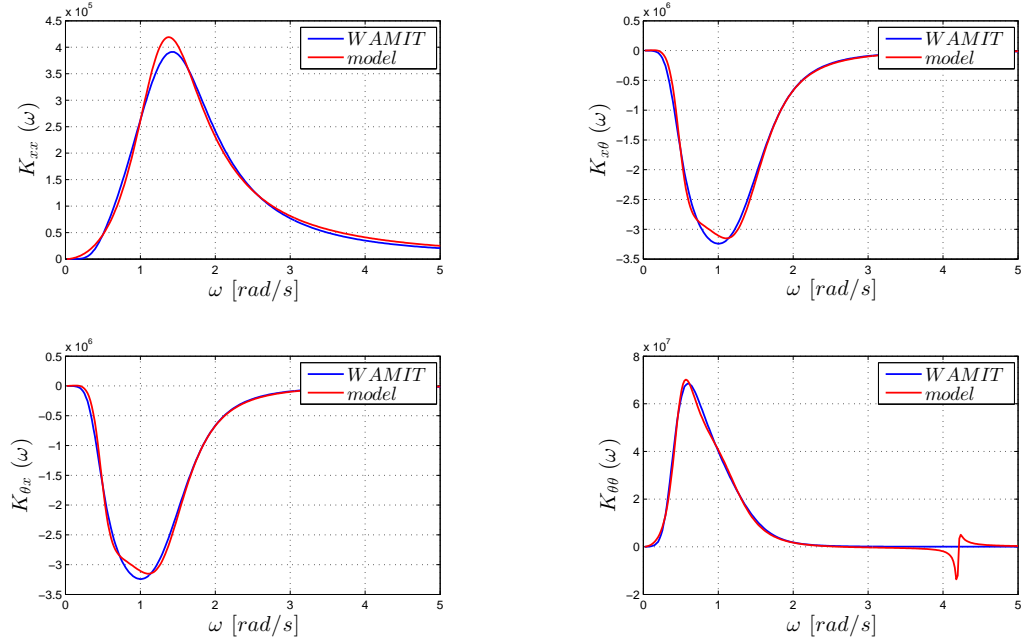 x 10^5
4.5
4
3.5
3
2.5
2
1.5
1
0.5
0
K_{xx} (ω)
WAMIT
model
0 1 2 3 4 5
ω [rad/s]
x 10^6
0.5
0
−0.5
−1
−1.5
−2
−2.5
−3
−3.5
K_{xθ} (ω)
WAMIT
model
0 1 2 3 4 5
ω [rad/s]
x 10^6
0.5
0
−0.5
−1
−1.5
−2
−2.5
−3
−3.5
K_{θx} (ω)
WAMIT
model
0 1 2 3 4 5
ω [rad/s]
x 10^7
8
6
4
2
0
−2
K_{θθ} (ω)
WAMIT
model
0 1 2 3 4 5
ω [rad/s]